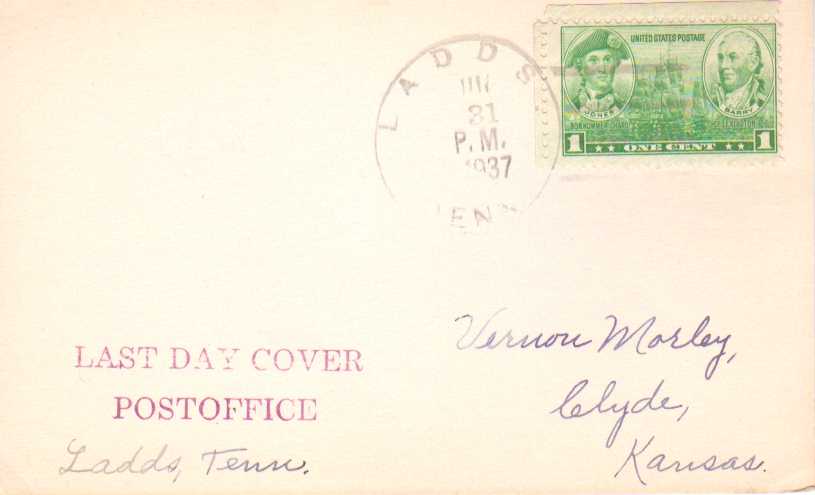 LADDS
31
P.M.
1937
UNITED STATES POSTAGE
JONES
BARRY
1 ONE CENT 1
Vernon Morley,
Clyde,
Kansas.
LAST DAY COVER
POSTOFFICE
Ladds, Tenn.